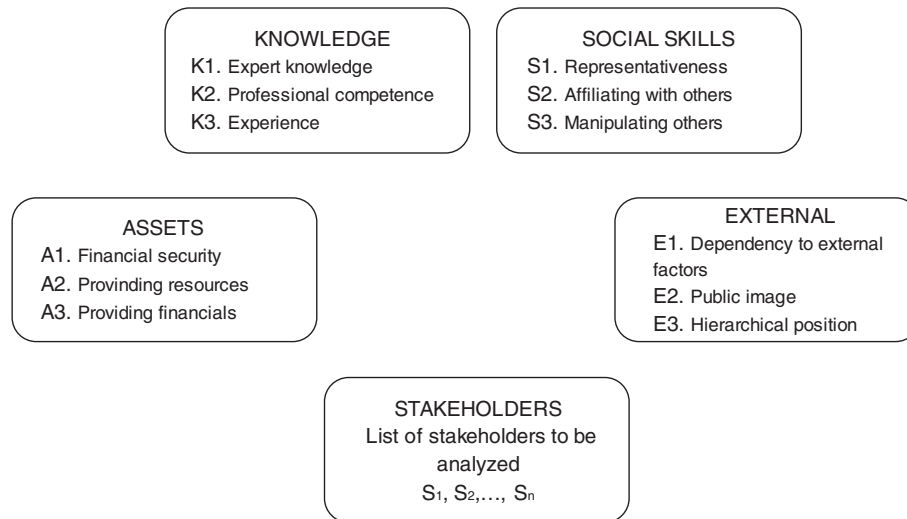 KNOWLEDGE
K1. Expert knowledge
K2. Professional competence
K3. Experience
SOCIAL SKILLS
S1. Representativeness
S2. Affiliating with others
S3. Manipulating others
ASSETS
A1. Financial security
A2. Provinding resources
A3. Providing financials
EXTERNAL
E1. Dependency to external
factors
E2. Public image
E3. Hierarchical position
STAKEHOLDERS
List of stakeholders to be
analyzed
S₁, S₂,..., Sₙ